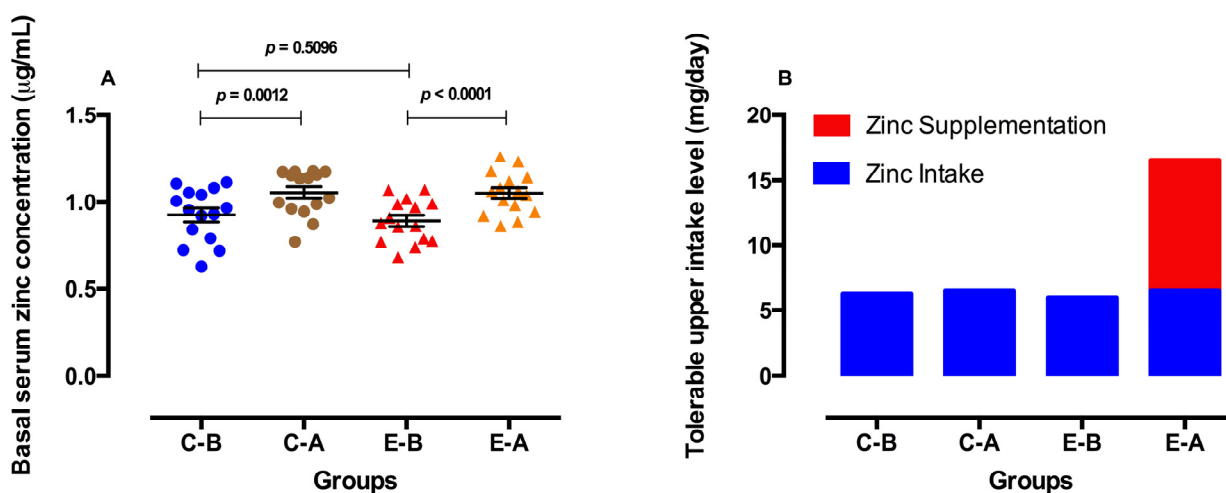 A
Basal serum zinc concentration (μg/mL)
p = 0.5096
p = 0.0012
p < 0.0001
1.5
1.0
0.5
0.0
C-B C-A E-B E-A
Groups
B
Tolerable upper intake level (mg/day)
20
15
10
5
0
Zinc Supplementation
Zinc Intake
C-B C-A E-B E-A
Groups